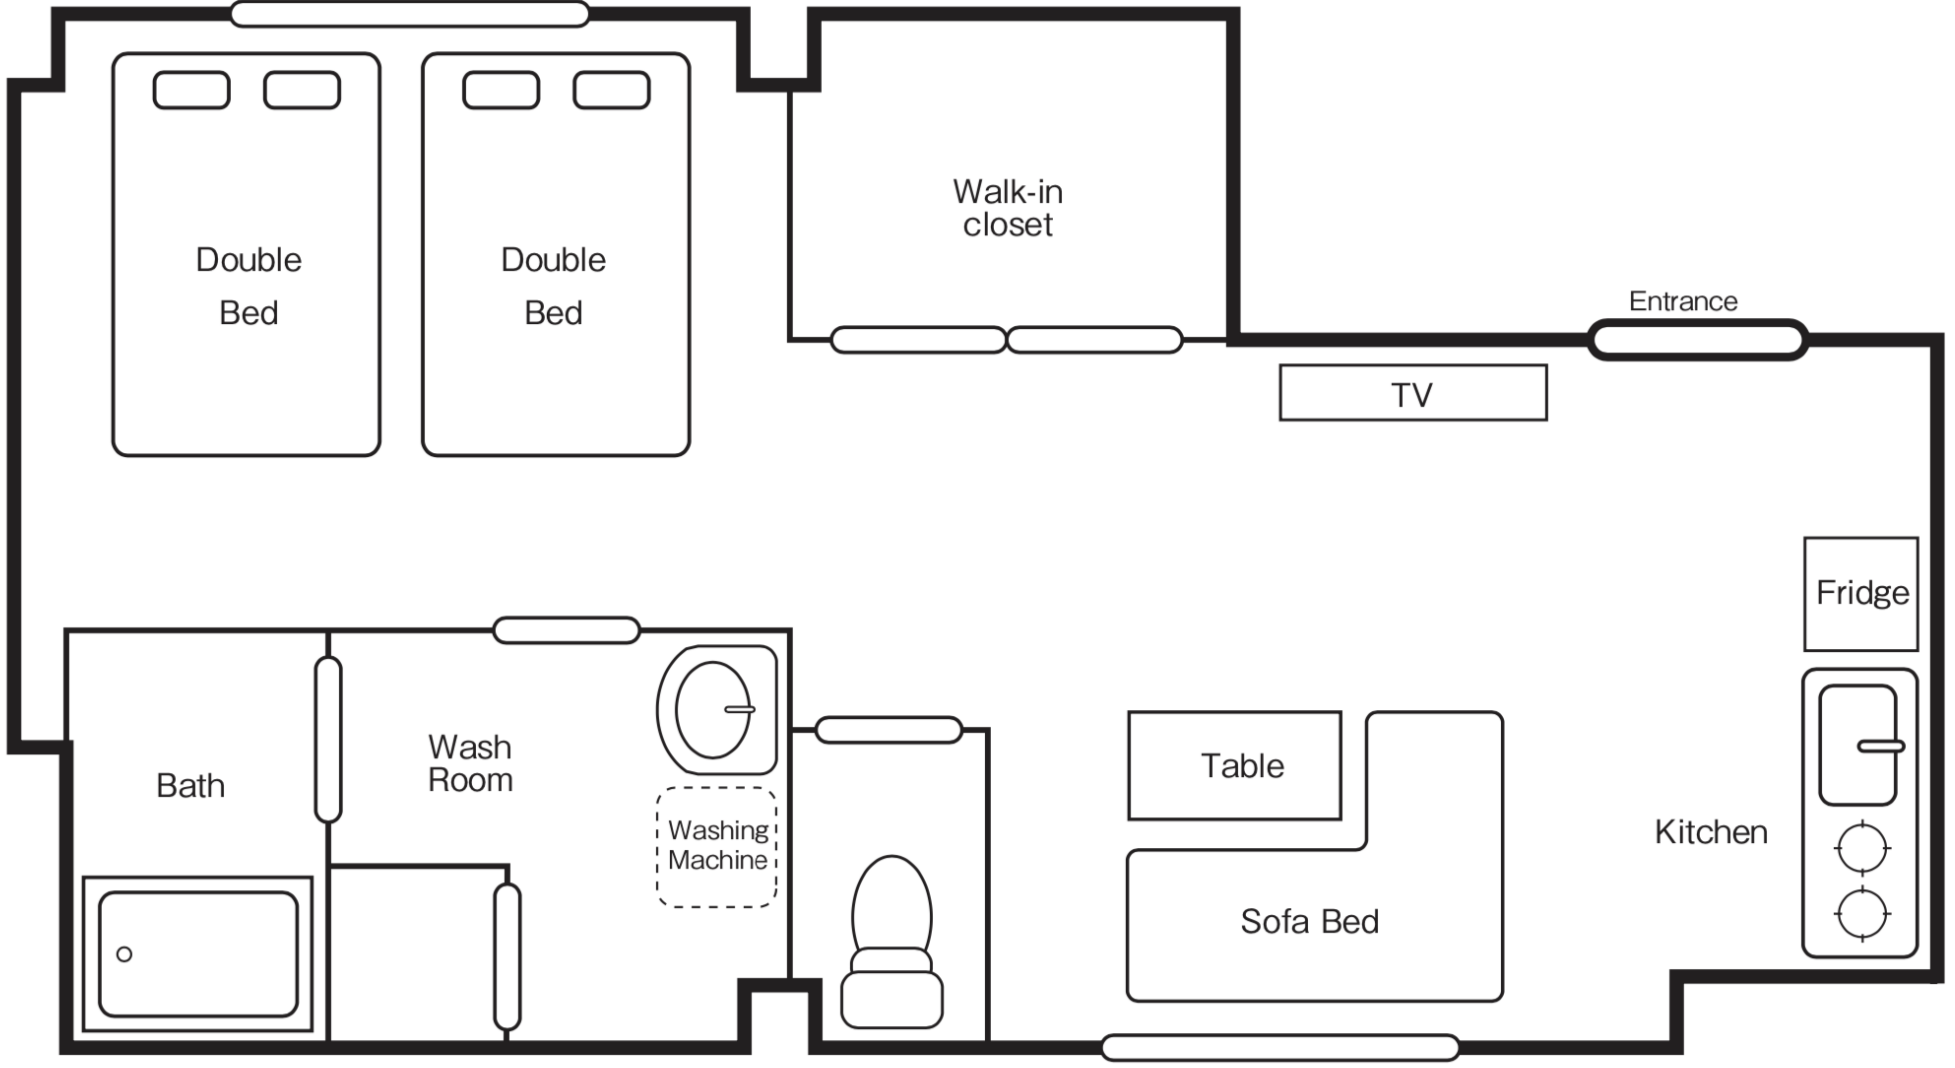 Double
Bed
Double
Bed
Walk-in
closet
Entrance
TV
Fridge
Wash
Room
Bath
Table
Washing
Machine
Kitchen
Sofa Bed